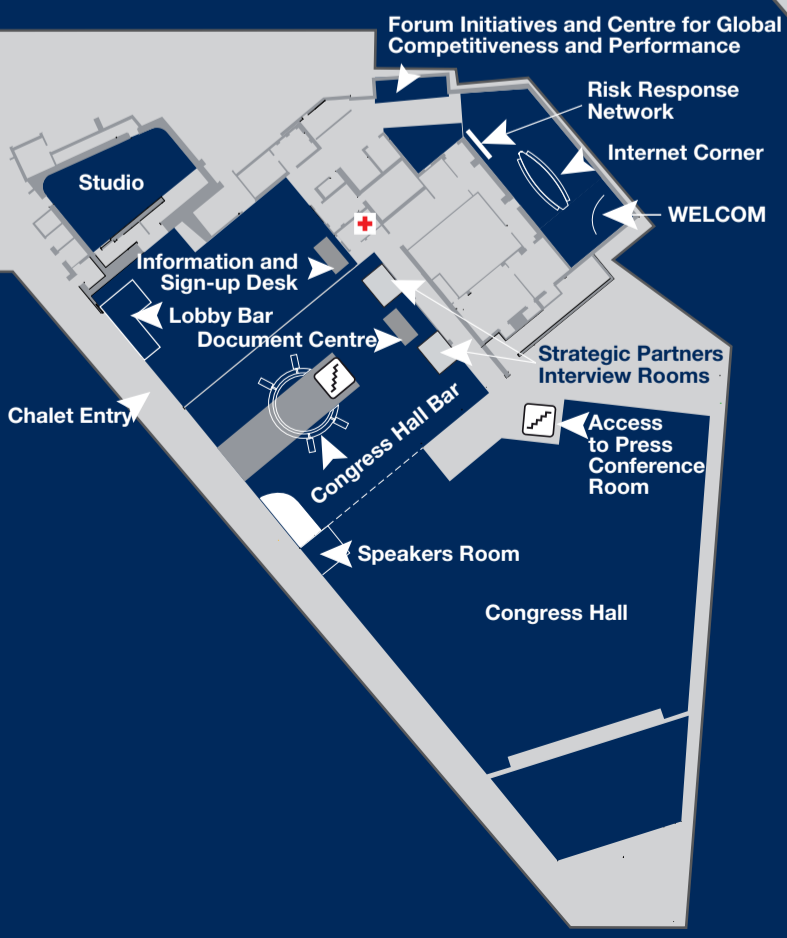 Forum Initiatives and Centre for Global
Competitiveness and Performance
Risk Response
Network
Internet Corner
Studio
WELCOM
Information and
Sign-up Desk
Lobby Bar
Document Centre
Strategic Partners
Interview Rooms
Chalet Entry
Congress Hall Bar
Access
to Press
Conference
Room
Speakers Room
Congress Hall